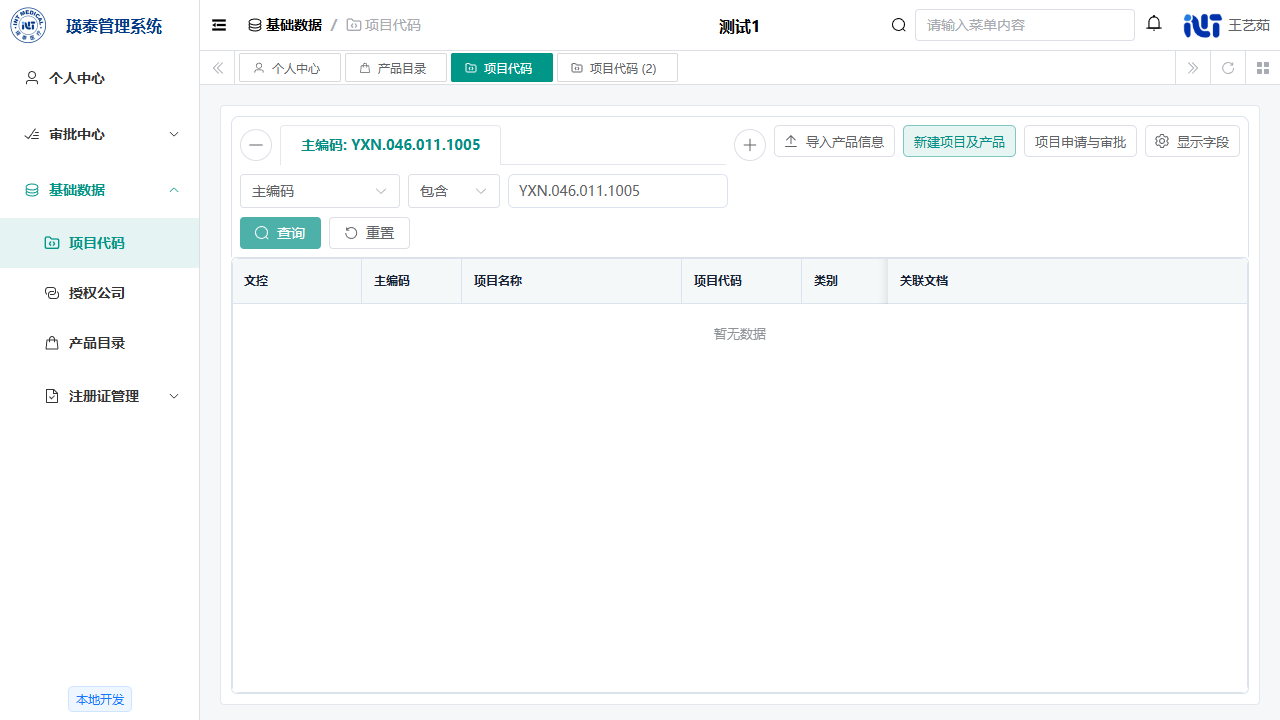 瑛泰管理系统
基础数据 / 项目代码
测试1
请输入菜单内容
王艺茹
个人中心
审批中心
基础数据
项目代码
授权公司
产品目录
注册证管理
本地开发
个人中心
产品目录
项目代码
项目代码 (2)
主编码: YXN.046.011.1005
导入产品信息
新建项目及产品
项目申请与审批
显示字段
主编码
包含
YXN.046.011.1005
查询
重置
文控 主编码 项目名称 项目代码 类别 关联文档
暂无数据